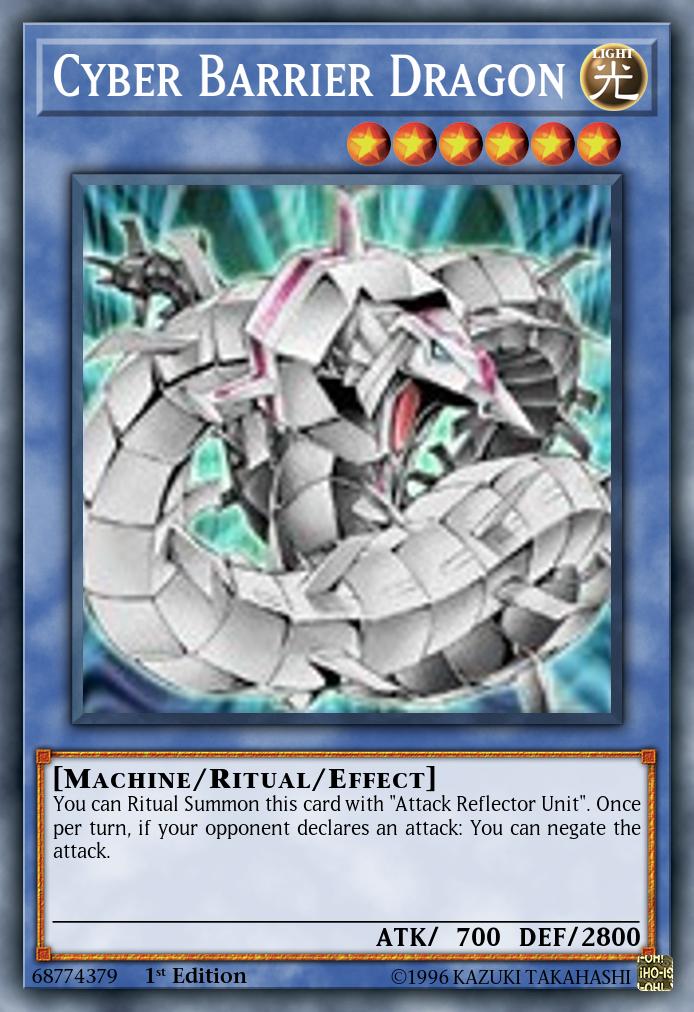 CYBER BARRIER DRAGON
LIGHT
光
[MACHINE/RITUAL/EFFECT]
You can Ritual Summon this card with "Attack Reflector Unit". Once
per turn, if your opponent declares an attack: You can negate the
attack.
ATK/ 700 DEF/2800
68774379 1st Edition ©1996 KAZUKI TAKAHASHI